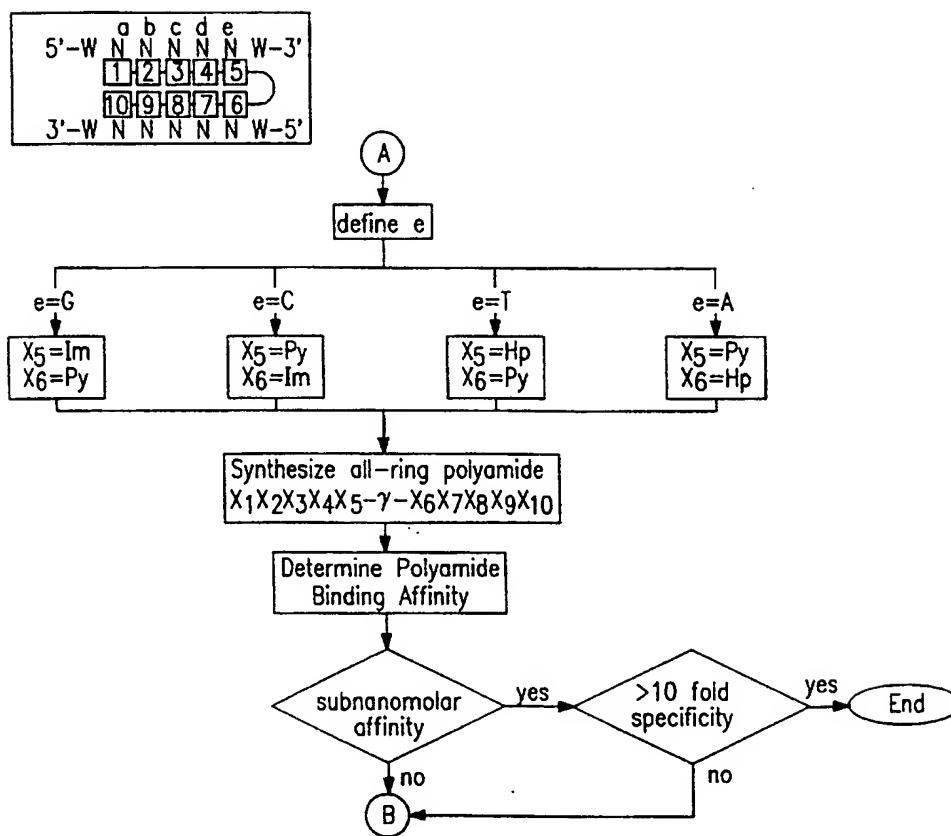 a b c d e
5'-W N N N N N W-3'
1 2 3 4 5
10 9 8 7 6
3'-W N N N N N W-5'
A
define e
e=G
e=C
e=T
e=A
X5=Im
X6=Py
X5=Py
X6=Im
X5=Hp
X6=Py
X5=Py
X6=Hp
Synthesize all-ring polyamide
X1X2X3X4X5-γ-X6X7X8X9X10
Determine Polyamide
Binding Affinity
subnanomolar
affinity
yes
>10 fold
specificity
yes
End
no
no
B